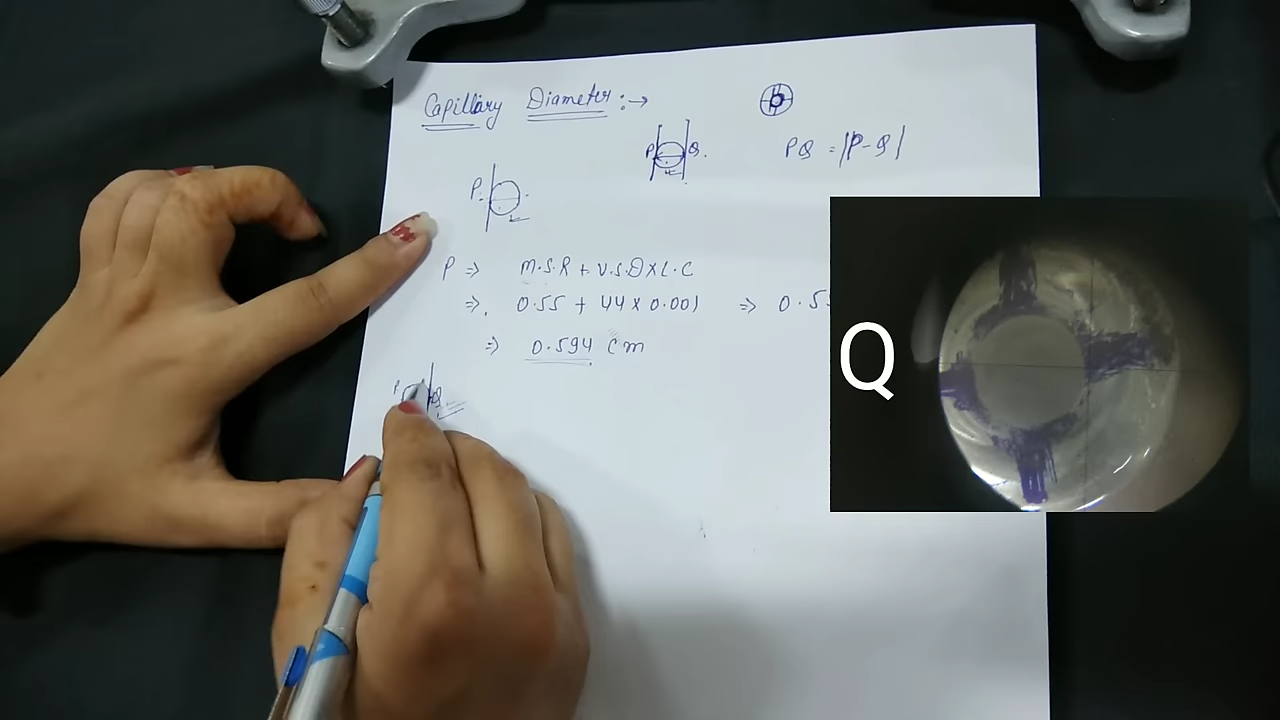 Capillary Diameter :→
P Q. PQ = |P-Q|
P.
P ⇒ M.S.R + V.S.D X L.C
⇒. 0.55 + 44 X 0.001 ⇒ 0.5
⇒ 0.594 cm
P Q
Q